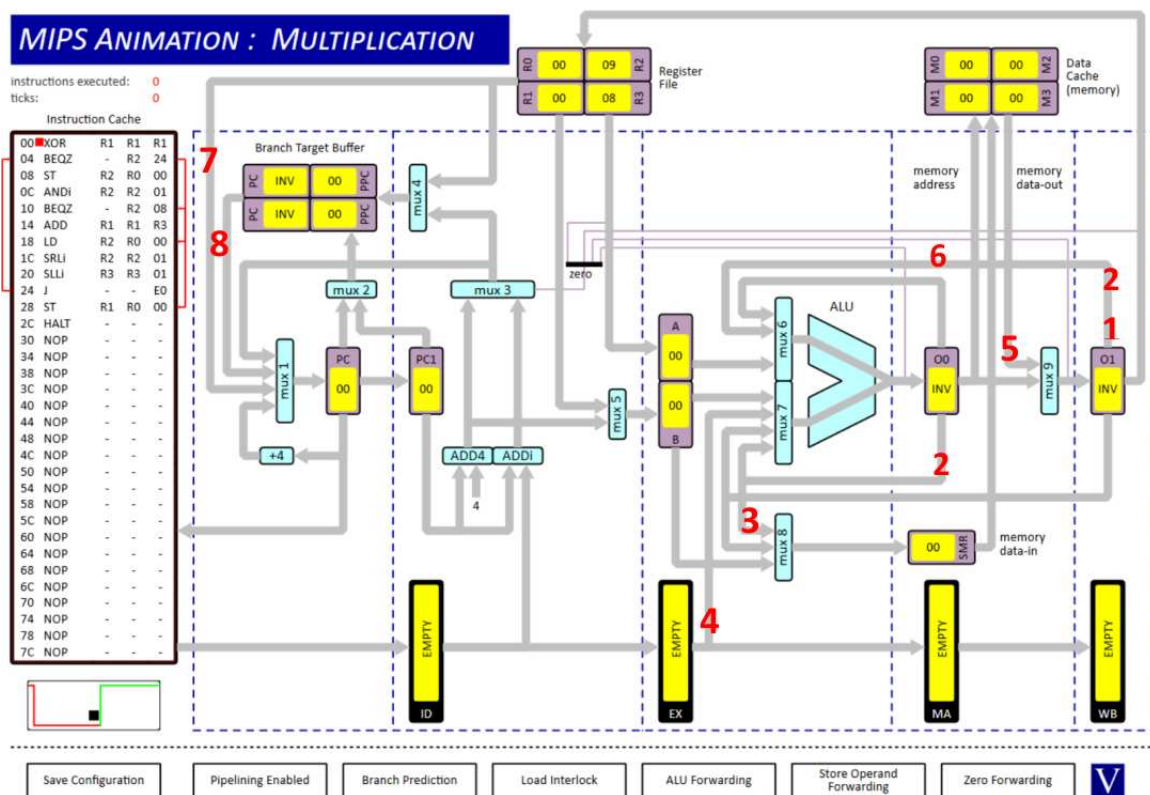 MIPS ANIMATION : MULTIPLICATION
instructions executed: 0
ticks: 0
Instruction Cache
00 XOR R1 R1 R1
04 BEQZ - R2 24
08 ST R2 R0 00
0C ANDi R2 R2 01
10 BEQZ - R2 08
14 ADD R1 R1 R3
18 LD R2 R0 00
1C SRLi R2 R2 01
20 SLLi R3 R3 01
24 J - - E0
28 ST R1 R0 00
2C HALT - - -
30 NOP - - -
34 NOP - - -
38 NOP - - -
3C NOP - - -
40 NOP - - -
44 NOP - - -
48 NOP - - -
4C NOP - - -
50 NOP - - -
54 NOP - - -
58 NOP - - -
5C NOP - - -
60 NOP - - -
64 NOP - - -
68 NOP - - -
6C NOP - - -
70 NOP - - -
74 NOP - - -
78 NOP - - -
7C NOP - - -
R0 00 09 R2
R1 00 08 R3
Register
File
M0 00 00 M2
M1 00 00 M3
Data
Cache
(memory)
7
Branch Target Buffer
PC INV 00 PPC
PC INV 00 PPC
mux 4
memory
address
memory
data-out
8
zero
6
2
mux 2
mux 3
A
00
00
B
mux 6
ALU
1
5
mux 1
PC
00
PC1
00
mux 5
mux 7
O0
INV
mux 9
O1
INV
+4
ADD4
ADDi
4
2
3
mux 8
00 SMR
memory
data-in
4
EMPTY
ID
EMPTY
EX
EMPTY
MA
EMPTY
WB
Save Configuration
Pipelining Enabled
Branch Prediction
Load Interlock
ALU Forwarding
Store Operand
Forwarding
Zero Forwarding
V